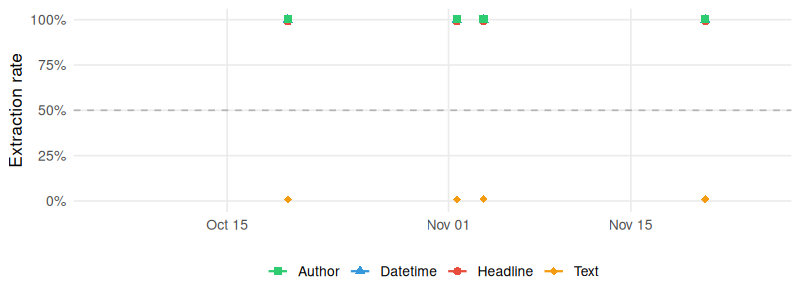 Extraction rate
100%
75%
50%
25%
0%
Oct 15 Nov 01 Nov 15
Author Datetime Headline Text